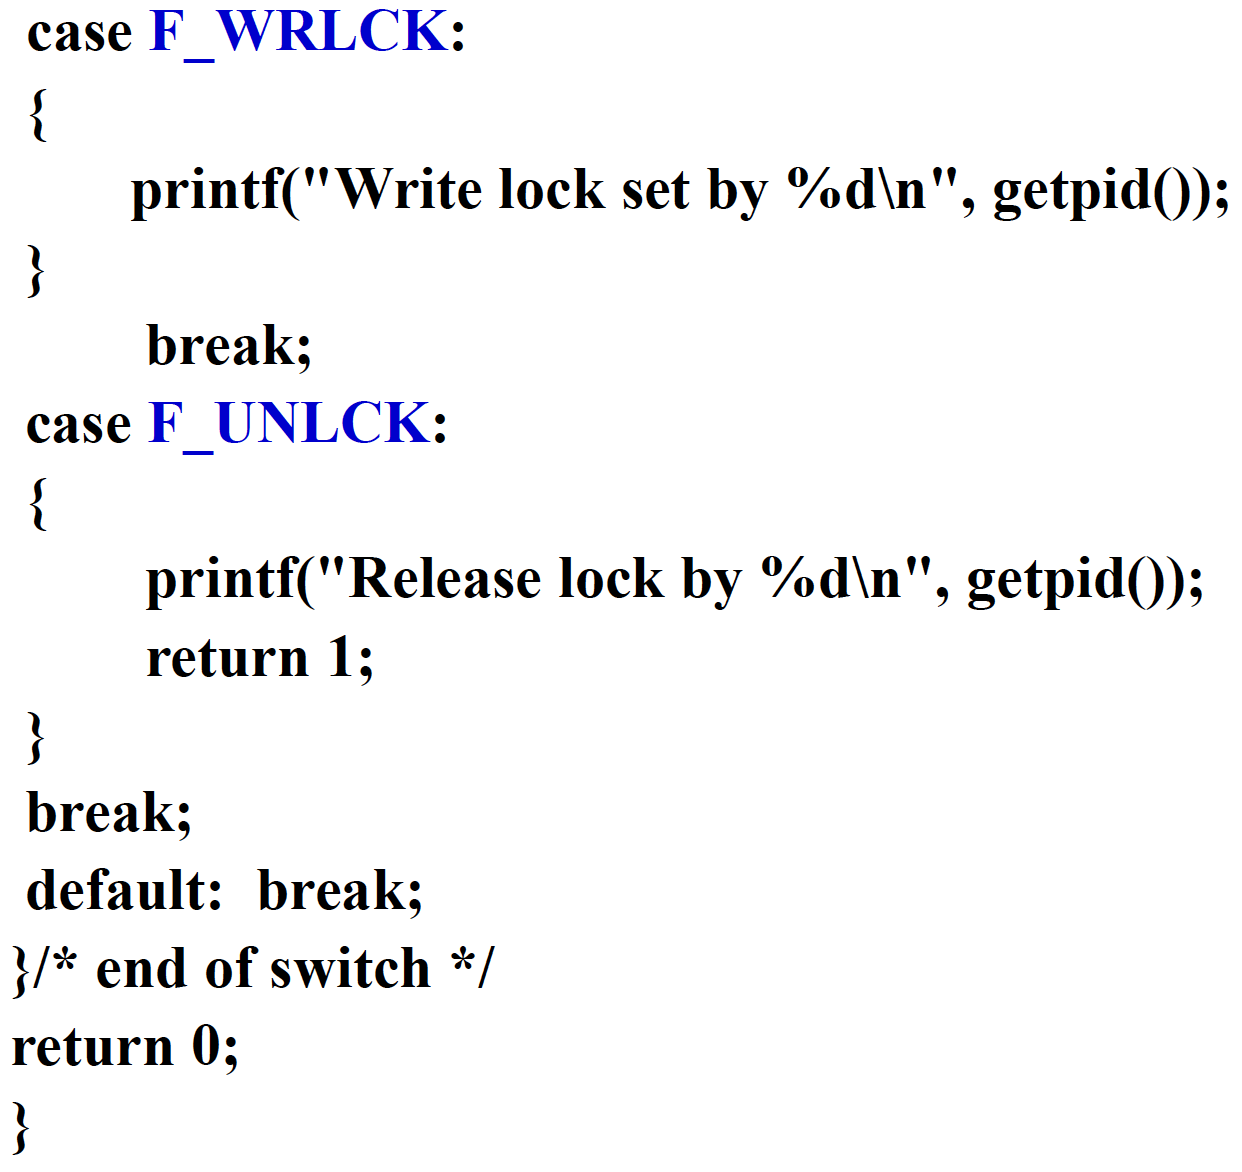 case F_WRLCK:
{
printf("Write lock set by %d\n", getpid());
}
break;
case F_UNLCK:
{
printf("Release lock by %d\n", getpid());
return 1;
}
break;
default:  break;
}/* end of switch */
return 0;
}